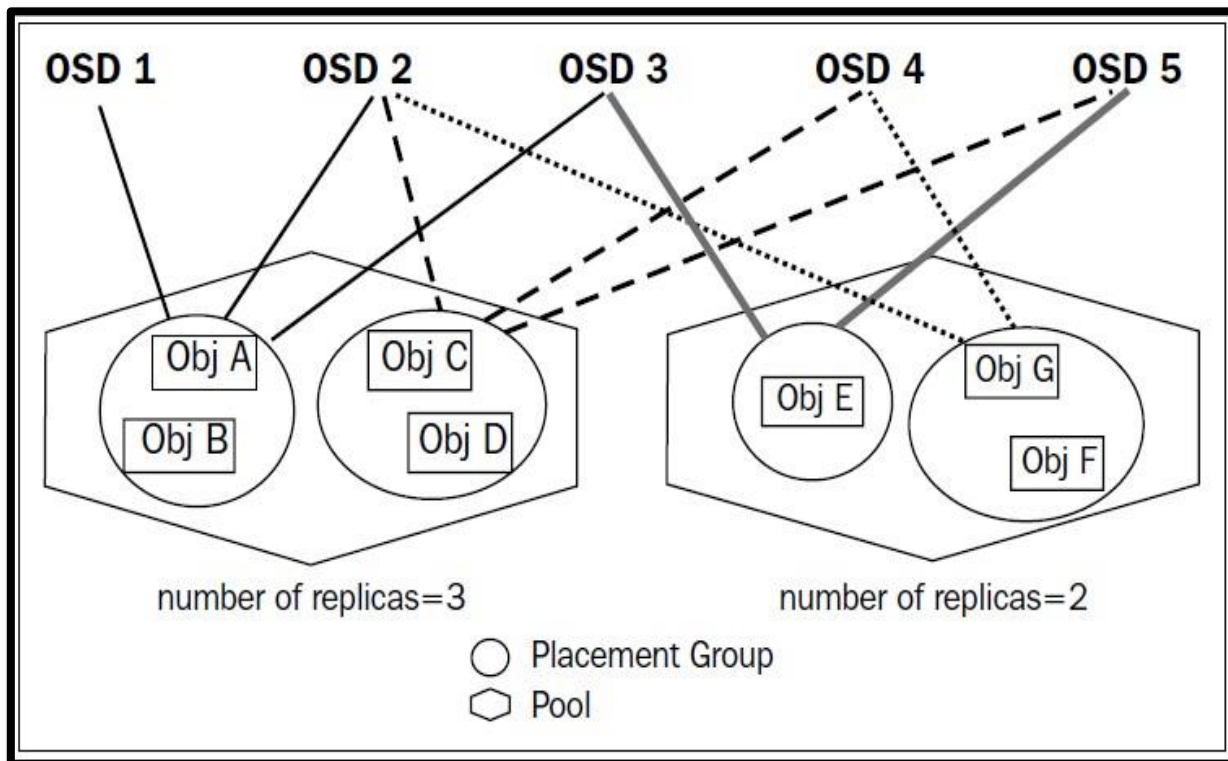 OSD 1 OSD 2 OSD 3 OSD 4 OSD 5
Obj A
Obj B
Obj C
Obj D
Obj E
Obj G
Obj F
number of replicas=3
number of replicas=2
Placement Group
Pool